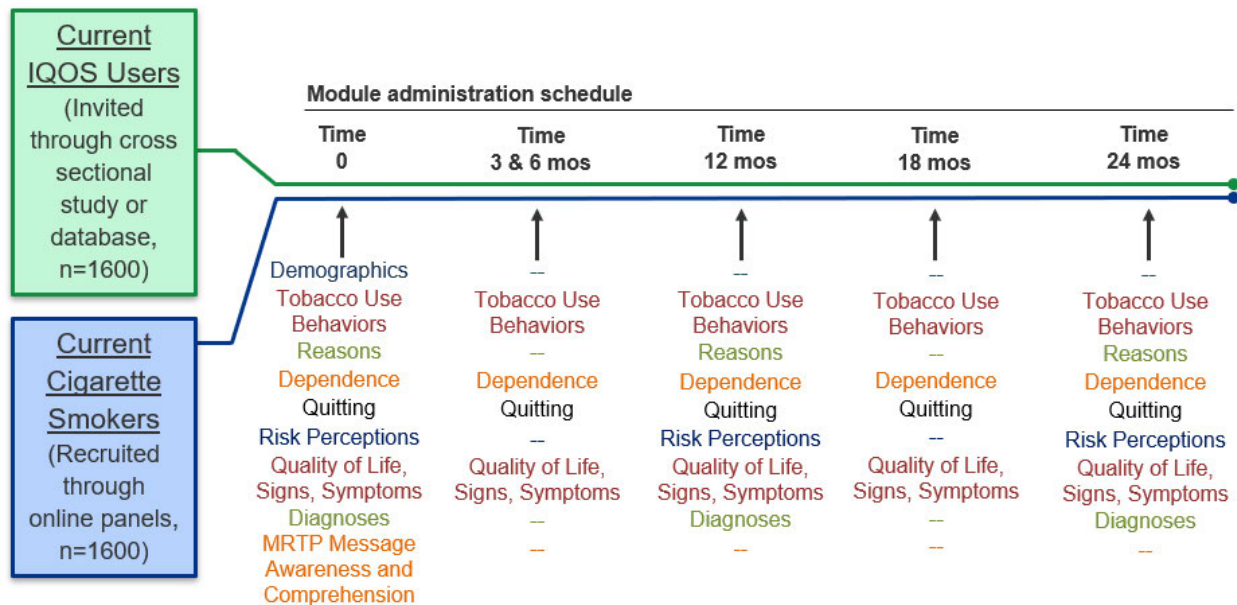 Current
IQOS Users
(Invited
through cross
sectional
study or
database,
n=1600)
Current
Cigarette
Smokers
(Recruited
through
online panels,
n=1600)
Module administration schedule
Time
0
Time
3 & 6 mos
Time
12 mos
Time
18 mos
Time
24 mos
Demographics
Tobacco Use
Behaviors
Reasons
Dependence
Quitting
Risk Perceptions
Quality of Life,
Signs, Symptoms
Diagnoses
MRTP Message
Awareness and
Comprehension
--
Tobacco Use
Behaviors
--
Dependence
Quitting
--
Quality of Life,
Signs, Symptoms
--
--
--
Tobacco Use
Behaviors
Reasons
Dependence
Quitting
Risk Perceptions
Quality of Life,
Signs, Symptoms
Diagnoses
--
--
Tobacco Use
Behaviors
--
Dependence
Quitting
--
Quality of Life,
Signs, Symptoms
--
--
--
Tobacco Use
Behaviors
Reasons
Dependence
Quitting
Risk Perceptions
Quality of Life,
Signs, Symptoms
Diagnoses
--